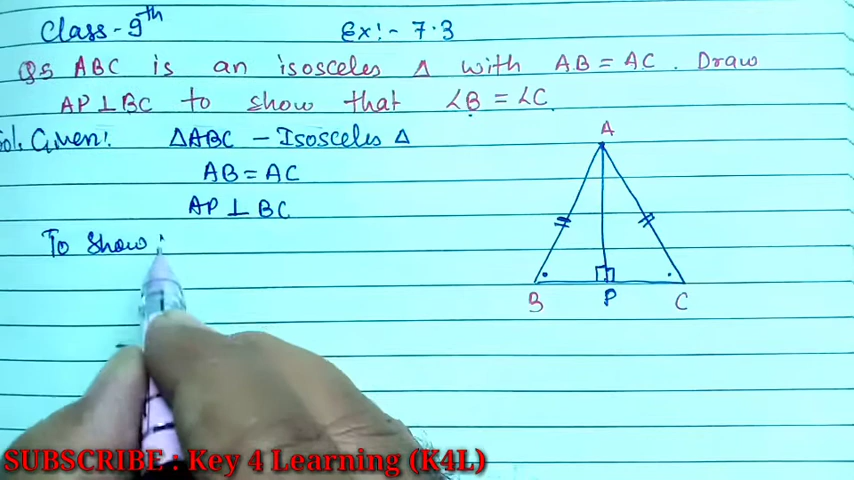 Class-9th Ex:- 7.3
Q5 ABC is an isosceles Δ with AB = AC. Draw
AP ⊥ BC to show that ∠B = ∠C
Sol. Given: ΔABC - Isosceles Δ
AB = AC
AP ⊥ BC
To show :
A
B P C
SUBSCRIBE : Key 4 Learning (K4L)